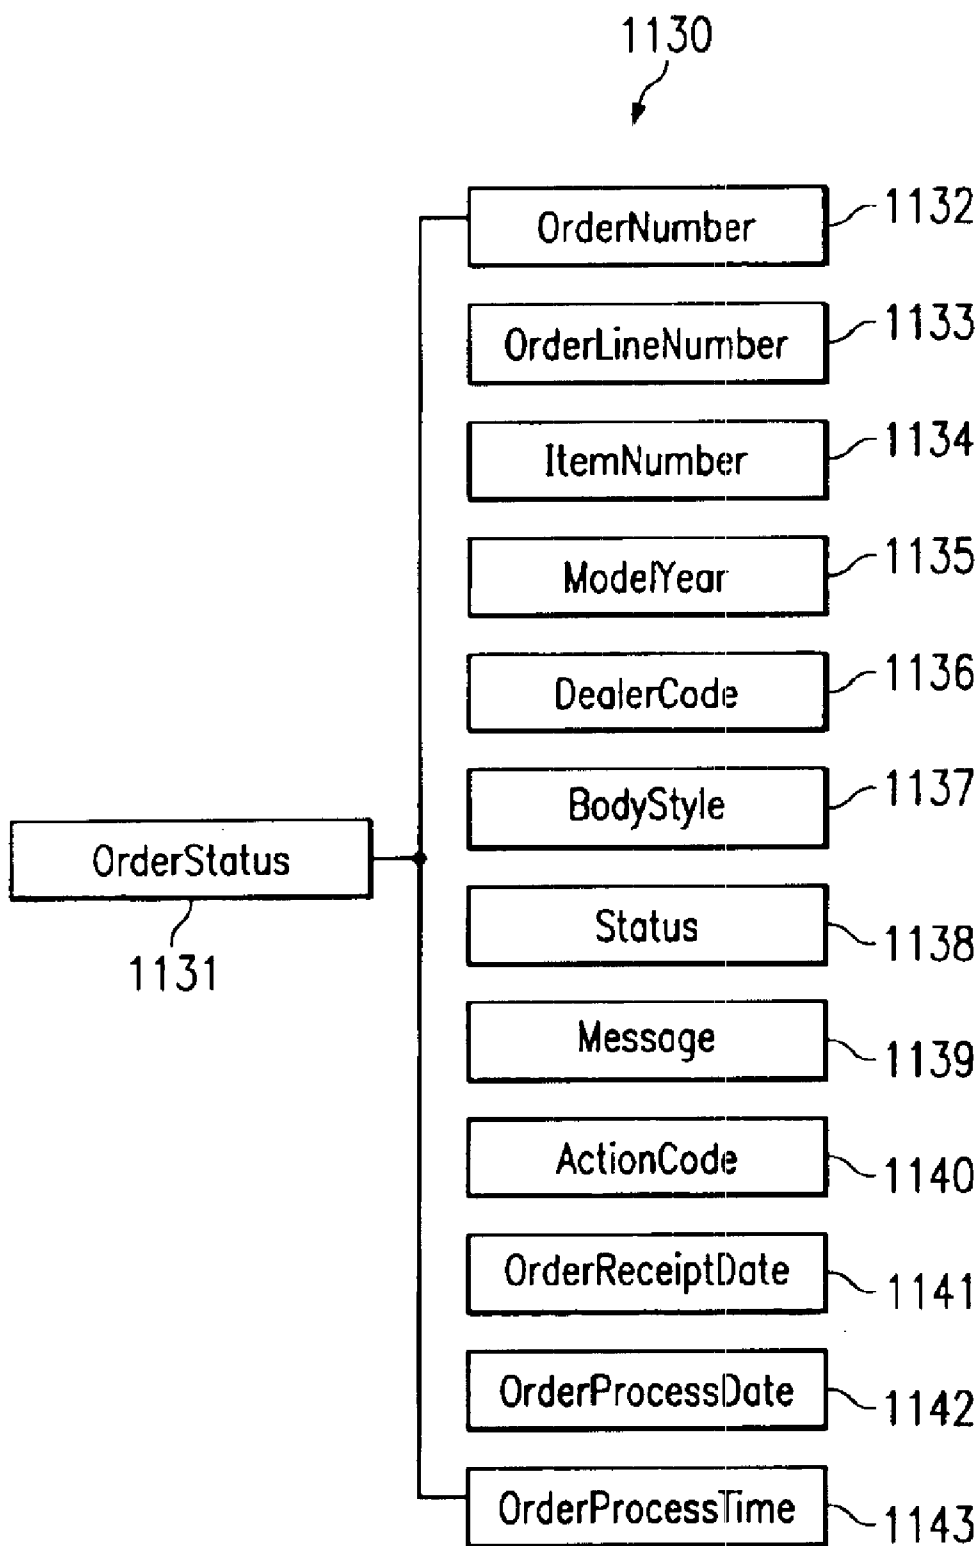 1130
OrderNumber 1132
OrderLineNumber 1133
ItemNumber 1134
ModelYear 1135
DealerCode 1136
BodyStyle 1137
OrderStatus
1131
Status 1138
Message 1139
ActionCode 1140
OrderReceiptDate 1141
OrderProcessDate 1142
OrderProcessTime 1143